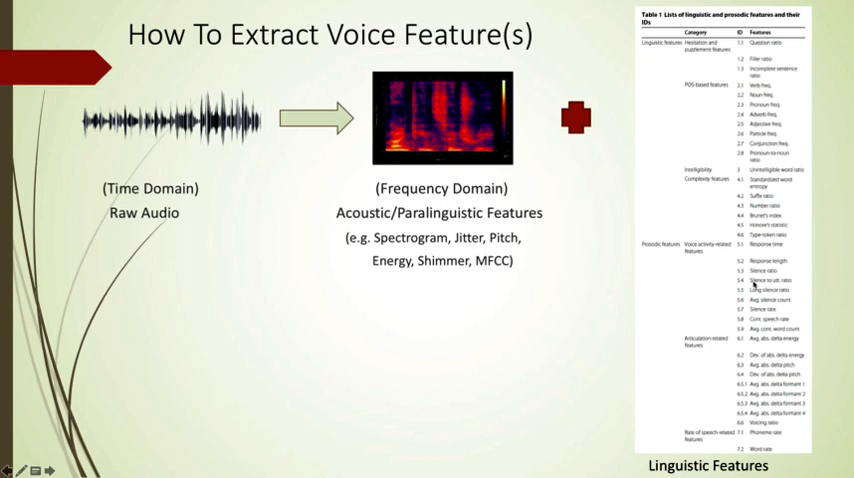 How To Extract Voice Feature(s)
(Time Domain)
Raw Audio
(Frequency Domain)
Acoustic/Paralinguistic Features
(e.g. Spectrogram, Jitter, Pitch,
Energy, Shimmer, MFCC)
Table 1 Lists of linguistic and prosodic features and their
IDs
Category ID Features
Linguistic features Hesitation and puzzlement features 1.1 Question ratio
1.2 Filler ratio
1.3 Incomplete sentence ratio
POS-based features 2.1 Verb freq.
2.2 Noun freq.
2.3 Pronoun freq.
2.4 Adverb freq.
2.5 Adjective freq.
2.6 Particle freq.
2.7 Conjunction freq.
2.8 Pronoun-to-noun ratio
Intelligibility 3 Unintelligible word ratio
Complexity features 4.1 Standardized word entropy
4.2 Suffix ratio
4.3 Number ratio
4.4 Brunet's index
4.5 Honore's statistic
4.6 Type-token ratio
Prosodic features Voice activity-related features 5.1 Response time
5.2 Response length
5.3 Silence ratio
5.4 Silence to utt. ratio
5.5 Long silence ratio
5.6 Avg. silence count
5.7 Silence rate
5.8 Cont. speech rate
5.9 Avg. cont. word count
Articulation-related features 6.1 Avg. abs. delta energy
6.2 Dev. of abs. delta energy
6.3 Avg. abs. delta pitch
6.4 Dev. of abs. delta pitch
6.5.1 Avg. abs. delta formant 1
6.5.2 Avg. abs. delta formant 2
6.5.3 Avg. abs. delta formant 3
6.5.4 Avg. abs. delta formant 4
6.6 Voicing ratio
Rate of speech-related features 7.1 Phoneme rate
7.2 Word rate
Linguistic Features